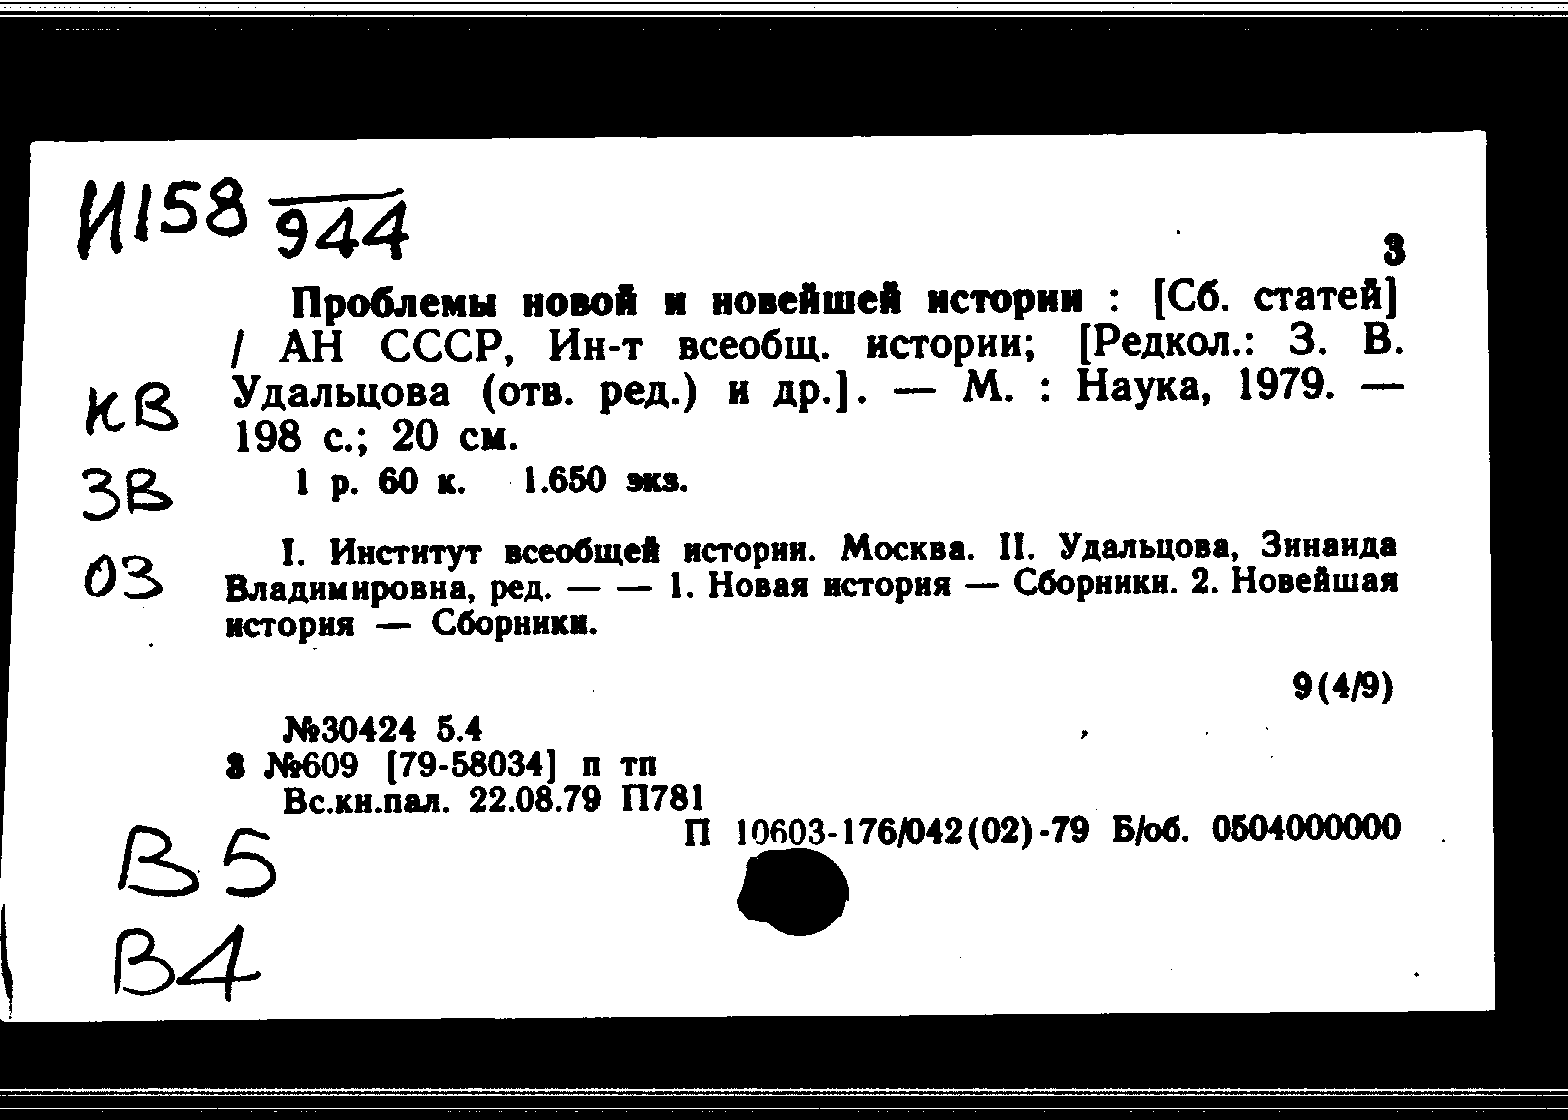 И158 944
3
Проблемы новой и новейшей истории : [Сб. статей]
/ АН СССР, Ин-т всеобщ. истории; [Редкол.: З. В.
Удальцова (отв. ред.) и др.]. — М. : Наука, 1979. —
198 с.; 20 см.
1 р. 60 к. 1.650 экз.
I. Институт всеобщей истории. Москва. II. Удальцова, Зинаида
Владимировна, ред. — — 1. Новая история — Сборники. 2. Новейшая
история — Сборники.
КВ
ЗВ
ОЗ
9(4/9)
№30424 5.4
3 №609 [79-58034] п тп
Вс.кн.пал. 22.08.79 П781
П 10603-176/042(02)-79 Б/об. 0504000000
В5
В4